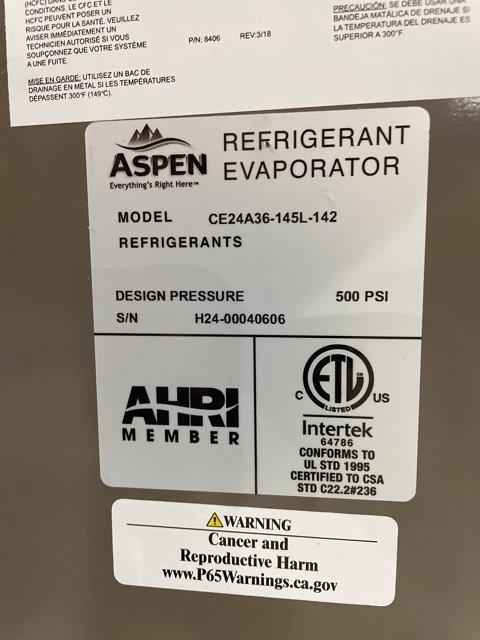 (HCFC) DANS
CONDITIONS. LE CFC ET LE
HCFC PEUVENT POSER UN
RISQUE POUR LA SANTÉ. VEUILLEZ
AVISER IMMÉDIATEMENT UN
TECHNICIEN AUTORISÉ SI VOUS
SOUPÇONNEZ QUE VOTRE SYSTÈME
A UNE FUITE.
MISE EN GARDE: UTILISEZ UN BAC DE
DRAINAGE EN MÉTAL SI LES TEMPÉRATURES
DÉPASSENT 300°F (149°C).
P/N: 8406 REV:3/18
PRECAUCIÓN: SE DEBE USAR UNA
BANDEJA MATÁLICA DE DRENAJE SI
LA TEMPERATURA DEL DRENAJE ES
SUPERIOR A 300°F.
ASPEN
Everything's Right Here™
REFRIGERANT
EVAPORATOR
MODEL CE24A36-145L-142
REFRIGERANTS
DESIGN PRESSURE 500 PSI
S/N H24-00040606
AHRI
MEMBER
ETL
CM
LISTED
C US
Intertek
64786
CONFORMS TO
UL STD 1995
CERTIFIED TO CSA
STD C22.2#236
WARNING
Cancer and
Reproductive Harm
www.P65Warnings.ca.gov